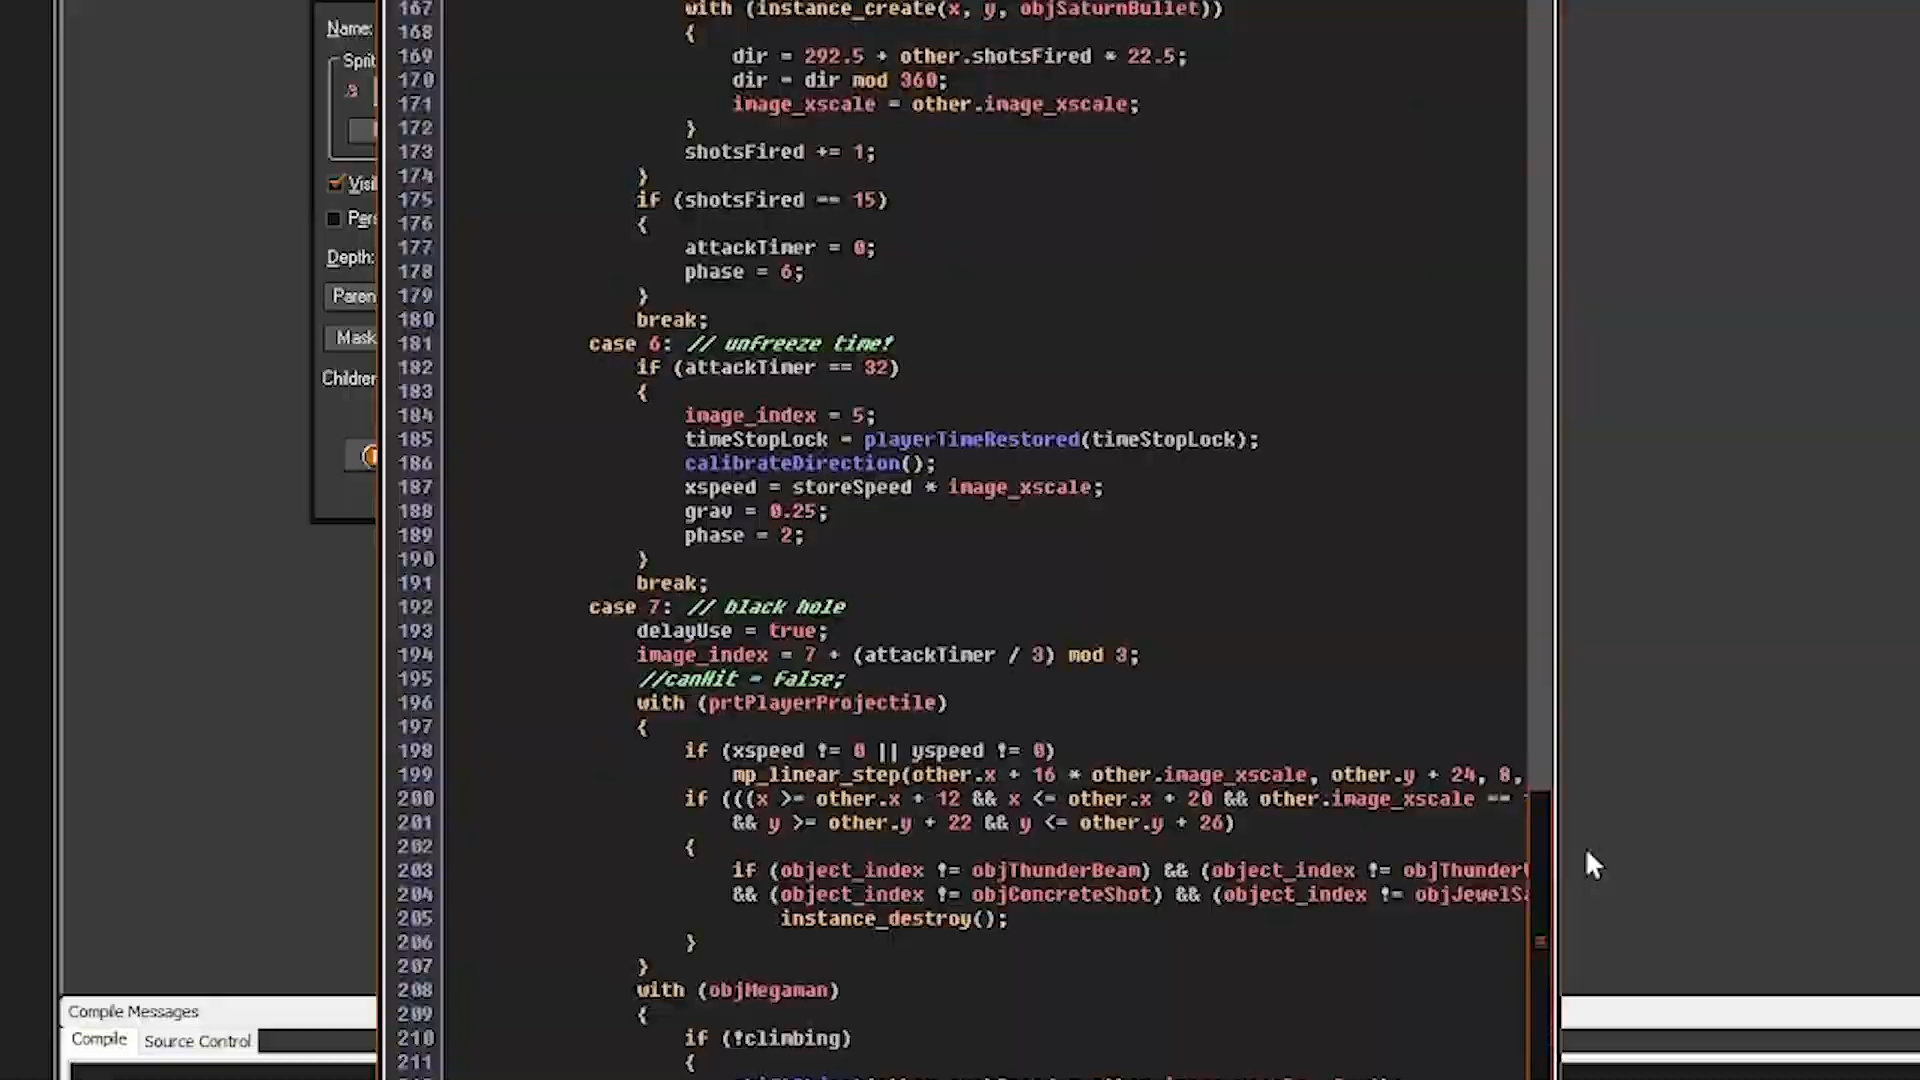 Name:
Sprit
Visil
Pers
Depth:
Paren
Mask
Children
167 with (instance_create(x, y, objSaturnBullet))
168 {
169 dir = 292.5 + other.shotsFired * 22.5;
170 dir = dir mod 360;
171 image_xscale = other.image_xscale;
172 }
173 shotsFired += 1;
174 }
175 if (shotsFired == 15)
176 {
177 attackTimer = 0;
178 phase = 6;
179 }
180 break;
181 case 6: // unfreeze time!
182 if (attackTimer == 32)
183 {
184 image_index = 5;
185 timeStopLock = playerTimeRestored(timeStopLock);
186 calibrateDirection();
187 xspeed = storeSpeed * image_xscale;
188 grav = 0.25;
189 phase = 2;
190 }
191 break;
192 case 7: // black hole
193 delayUse = true;
194 image_index = 7 + (attackTimer / 3) mod 3;
195 //canHit = false;
196 with (prtPlayerProjectile)
197 {
198 if (xspeed != 0 || yspeed != 0)
199 mp_linear_step(other.x + 16 * other.image_xscale, other.y + 24, 8,
200 if (((x >= other.x + 12 && x <= other.x + 20 && other.image_xscale ==
201 && y >= other.y + 22 && y <= other.y + 26)
202 {
203 if (object_index != objThunderBeam) && (object_index != objThunder
204 && (object_index != objConcreteShot) && (object_index != objJewelS
205 instance_destroy();
206 }
207 }
208 with (objMegaman)
209 {
210 if (!climbing)
211 {
Compile Messages
Compile Source Control